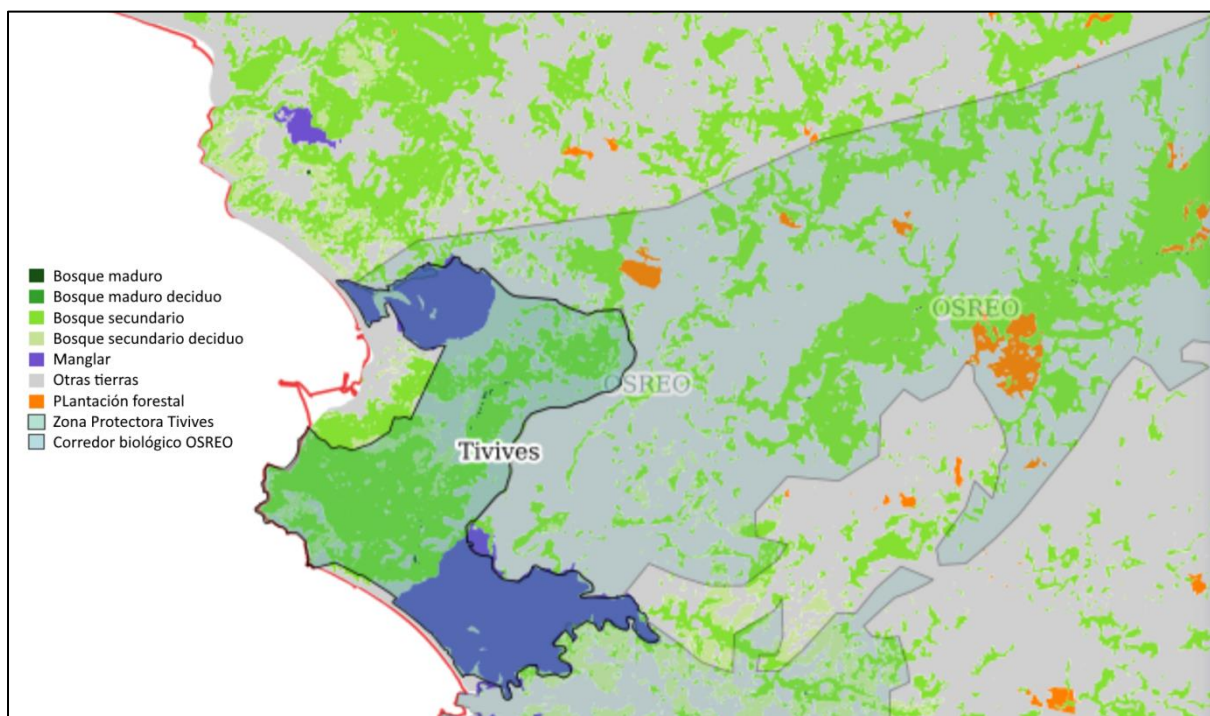 Bosque maduro
Bosque maduro deciduo
Bosque secundario
Bosque secundario deciduo
Manglar
Otras tierras
PLantación forestal
Zona Protectora Tivives
Corredor biológico OSREO
OSREO
OSREO
Tivives